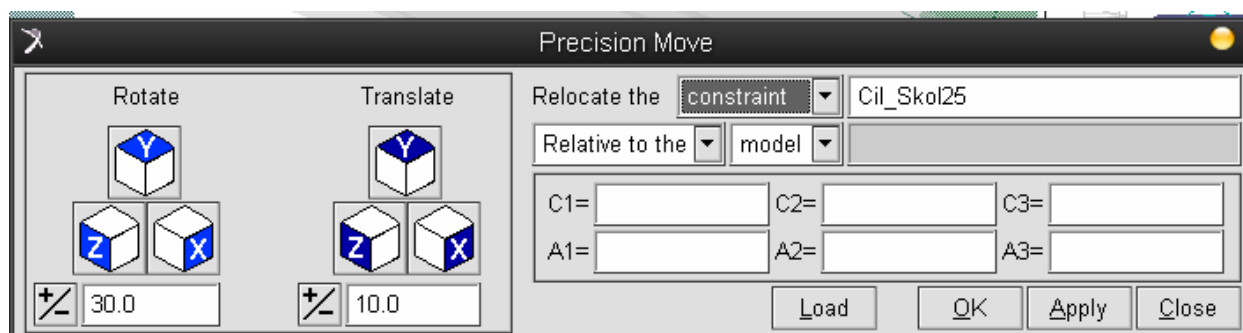 Precision Move
Rotate Translate
Y Y
Z X Z X
+/- 30.0 +/- 10.0
Relocate the constraint Cil_Skol25
Relative to the model
C1= C2= C3=
A1= A2= A3=
Load OK Apply Close